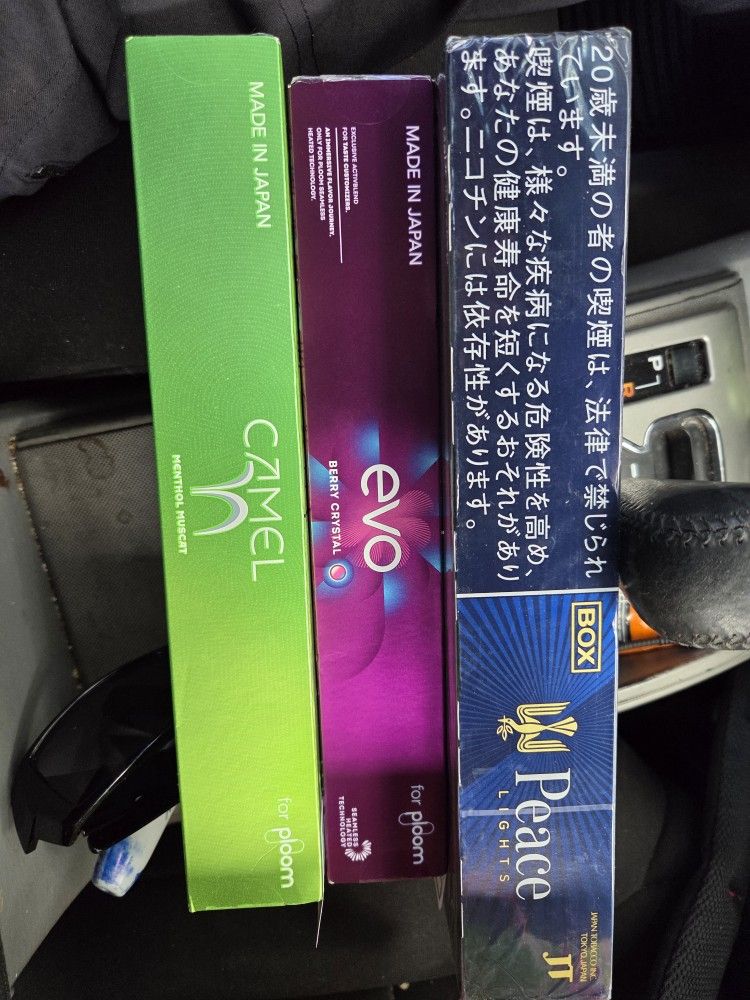 MADE IN JAPAN
CAMEL
MENTHOL MUSCAT
for ploom
MADE IN JAPAN
EXCLUSIVE ACTIVBLEND
FOR TASTE CUSTOMIZERS.
AN IMMERSIVE FLAVOR JOURNEY,
ONLY FOR PLOOM SEAMLESS
HEATED TECHNOLOGY.
evo
BERRY CRYSTAL
for ploom
SEAMLESS
HEATED
TECHNOLOGY
20歳未満の者の喫煙は、法律で禁じられ
ています。
喫煙は、様々な疾病になる危険性を高め、
あなたの健康寿命を短くするおそれがあり
ます。ニコチンには依存性があります。
BOX
Peace
LIGHTS
JAPAN TOBACCO INC.
TOKYO, JAPAN
JT
P
R